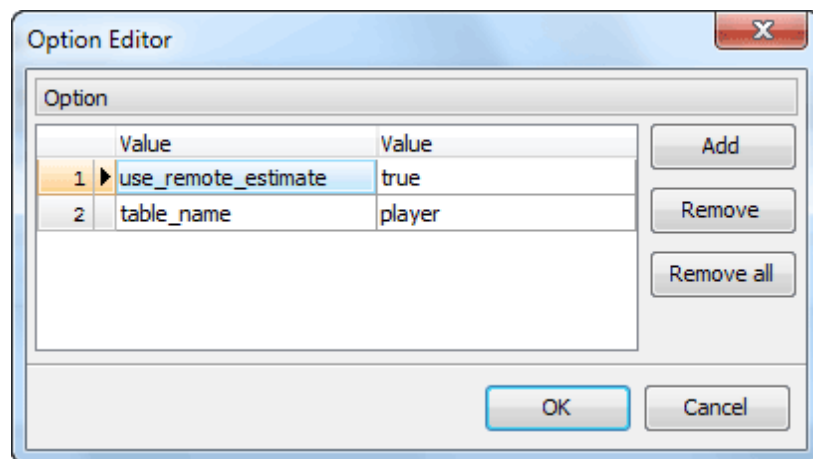 Option Editor
Option
Value Value
1 use_remote_estimate true
2 table_name player
Add
Remove
Remove all
OK Cancel